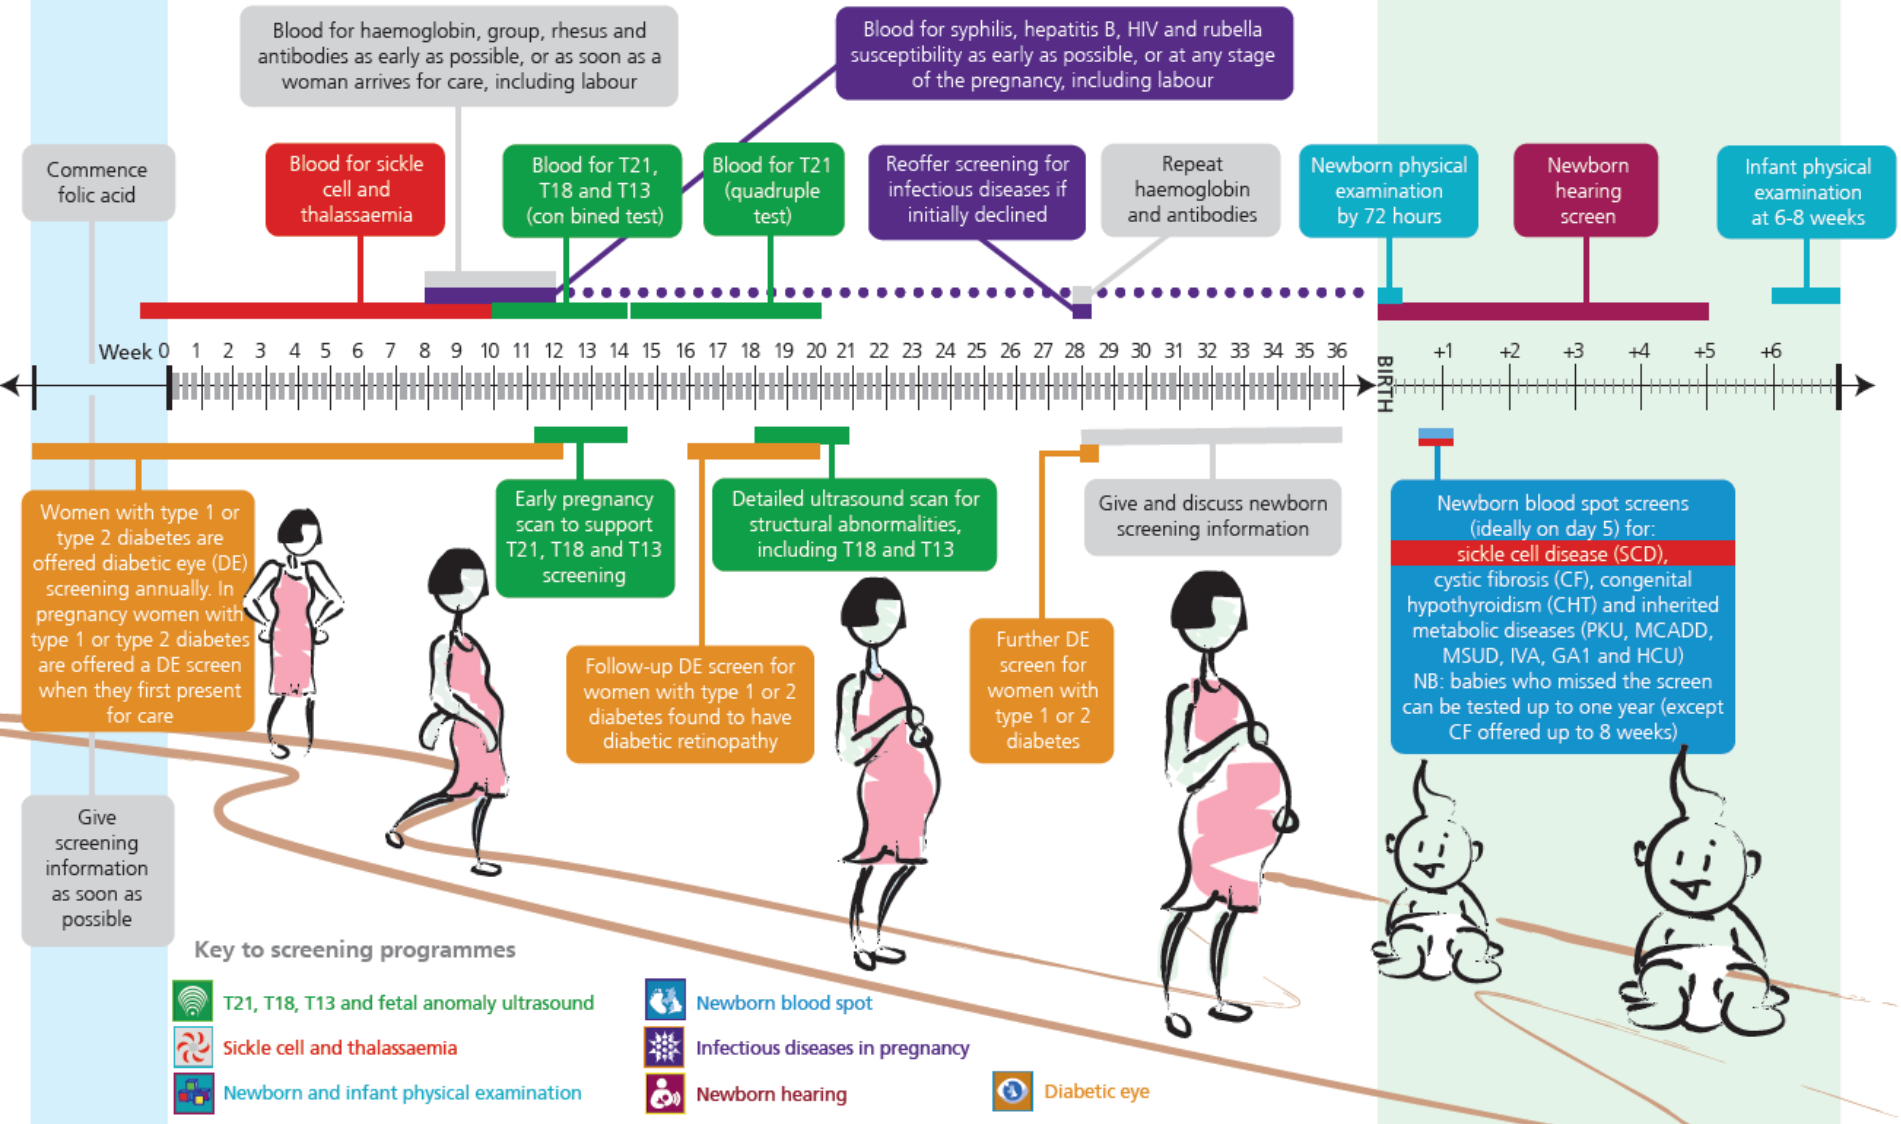 Blood for haemoglobin, group, rhesus and
antibodies as early as possible, or as soon as a
woman arrives for care, including labour
Blood for syphilis, hepatitis B, HIV and rubella
susceptibility as early as possible, or at any stage
of the pregnancy, including labour
Commence
folic acid
Blood for sickle
cell and
thalassaemia
Blood for T21,
T18 and T13
(con bined test)
Blood for T21
(quadruple
test)
Reoffer screening for
infectious diseases if
initially declined
Repeat
haemoglobin
and antibodies
Newborn physical
examination
by 72 hours
Newborn
hearing
screen
Infant physical
examination
at 6-8 weeks
Week 0 1 2 3 4 5 6 7 8 9 10 11 12 13 14 15 16 17 18 19 20 21 22 23 24 25 26 27 28 29 30 31 32 33 34 35 36
BIRTH
+1 +2 +3 +4 +5 +6
Women with type 1 or
type 2 diabetes are
offered diabetic eye (DE)
screening annually. In
pregnancy women with
type 1 or type 2 diabetes
are offered a DE screen
when they first present
for care
Early pregnancy
scan to support
T21, T18 and T13
screening
Detailed ultrasound scan for
structural abnormalities,
including T18 and T13
Give and discuss newborn
screening information
Newborn blood spot screens
(ideally on day 5) for:
sickle cell disease (SCD),
cystic fibrosis (CF), congenital
hypothyroidism (CHT) and inherited
metabolic diseases (PKU, MCADD,
MSUD, IVA, GA1 and HCU)
NB: babies who missed the screen
can be tested up to one year (except
CF offered up to 8 weeks)
Follow-up DE screen for
women with type 1 or 2
diabetes found to have
diabetic retinopathy
Further DE
screen for
women with
type 1 or 2
diabetes
Give
screening
information
as soon as
possible
Key to screening programmes
T21, T18, T13 and fetal anomaly ultrasound
Sickle cell and thalassaemia
Newborn and infant physical examination
Newborn blood spot
Infectious diseases in pregnancy
Newborn hearing
Diabetic eye